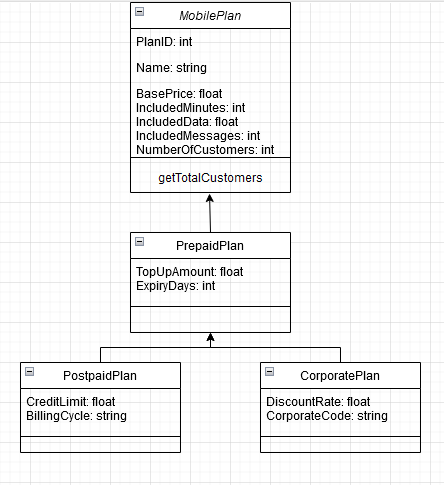 MobilePlan
PlanID: int
Name: string
BasePrice: float
IncludedMinutes: int
IncludedData: float
IncludedMessages: int
NumberOfCustomers: int
getTotalCustomers
PrepaidPlan
TopUpAmount: float
ExpiryDays: int
PostpaidPlan
CreditLimit: float
BillingCycle: string
CorporatePlan
DiscountRate: float
CorporateCode: string